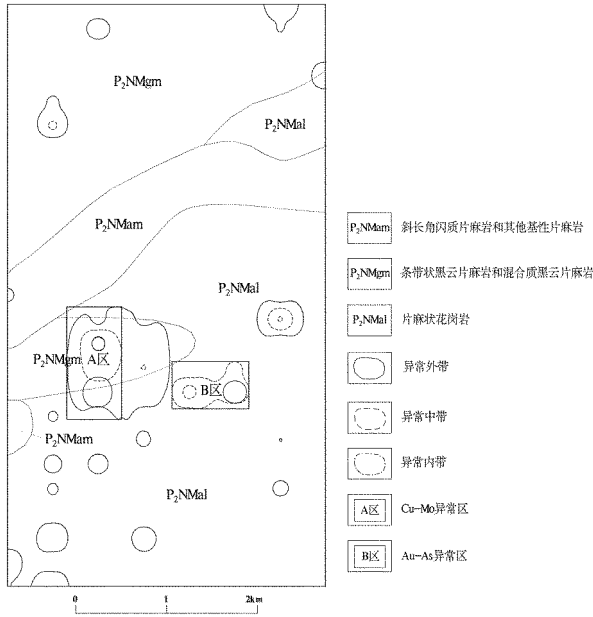 P₂NMgm
P₂NMal
P₂NMam
P₂NMal
P₂NMgm
A区
B区
P₂NMam
P₂NMal
0 1 2km
P₂NMam 斜长角闪质片麻岩和其他基性片麻岩
P₂NMgm 条带状黑云片麻岩和混合质黑云片麻岩
P₂NMal 片麻状花岗岩
异常外带
异常中带
异常内带
A区 Cu-Mo异常区
B区 Au-As异常区